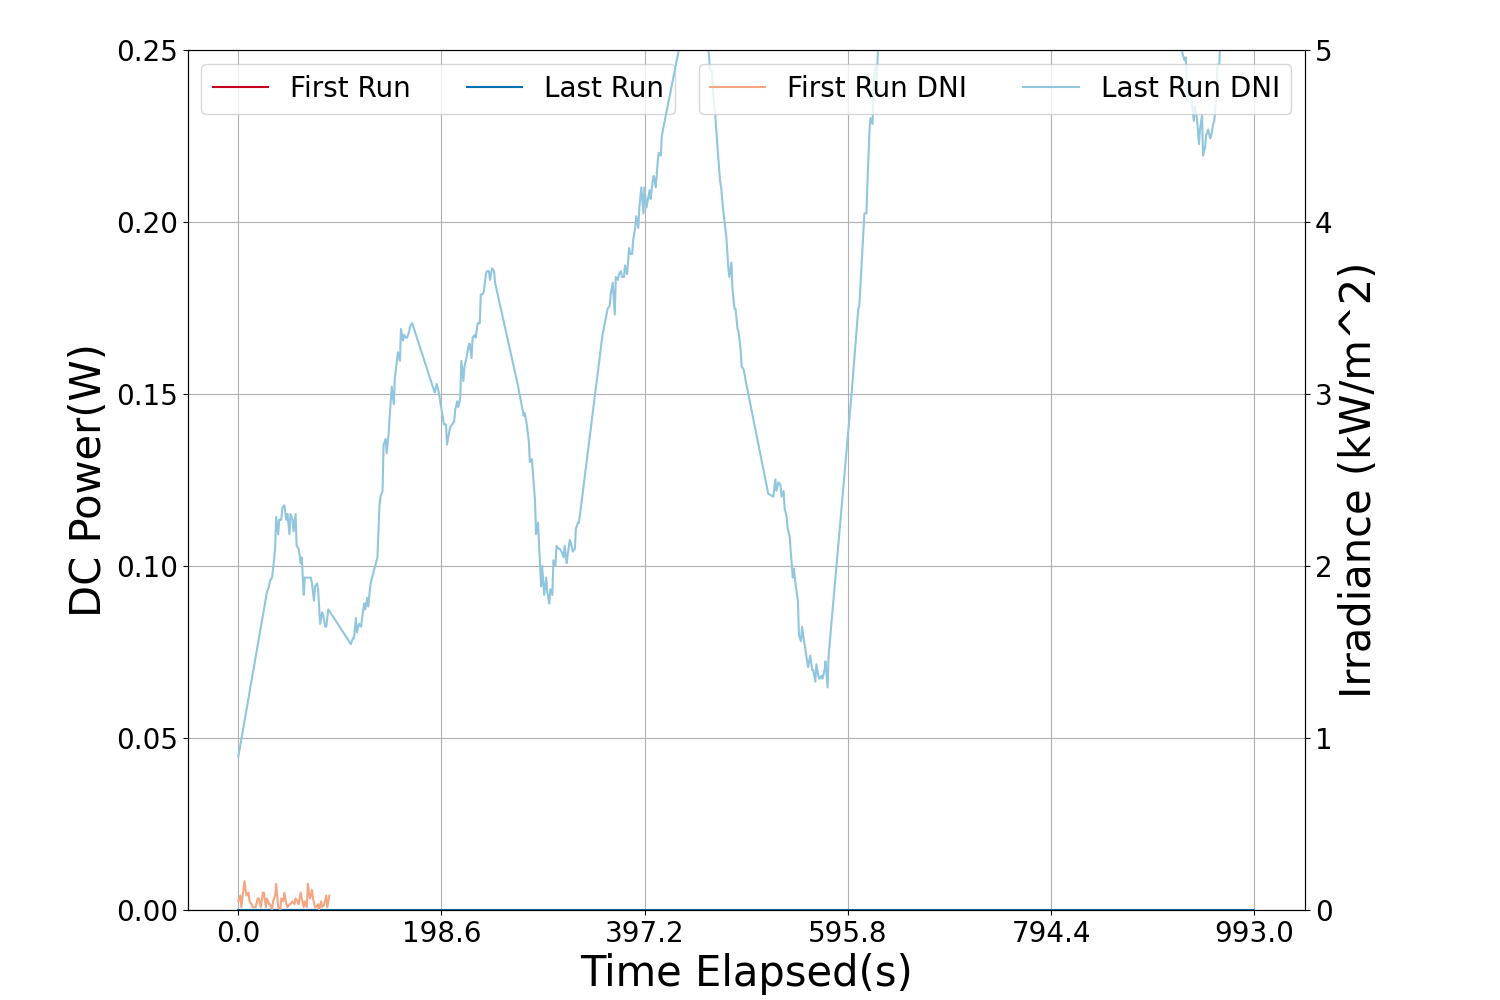 0.25
0.20
0.15
0.10
0.05
0.00
DC Power(W)
First Run
Last Run
First Run DNI
Last Run DNI
5
4
3
2
1
0
Irradiance (kW/m^2)
0.0 198.6 397.2 595.8 794.4 993.0
Time Elapsed(s)